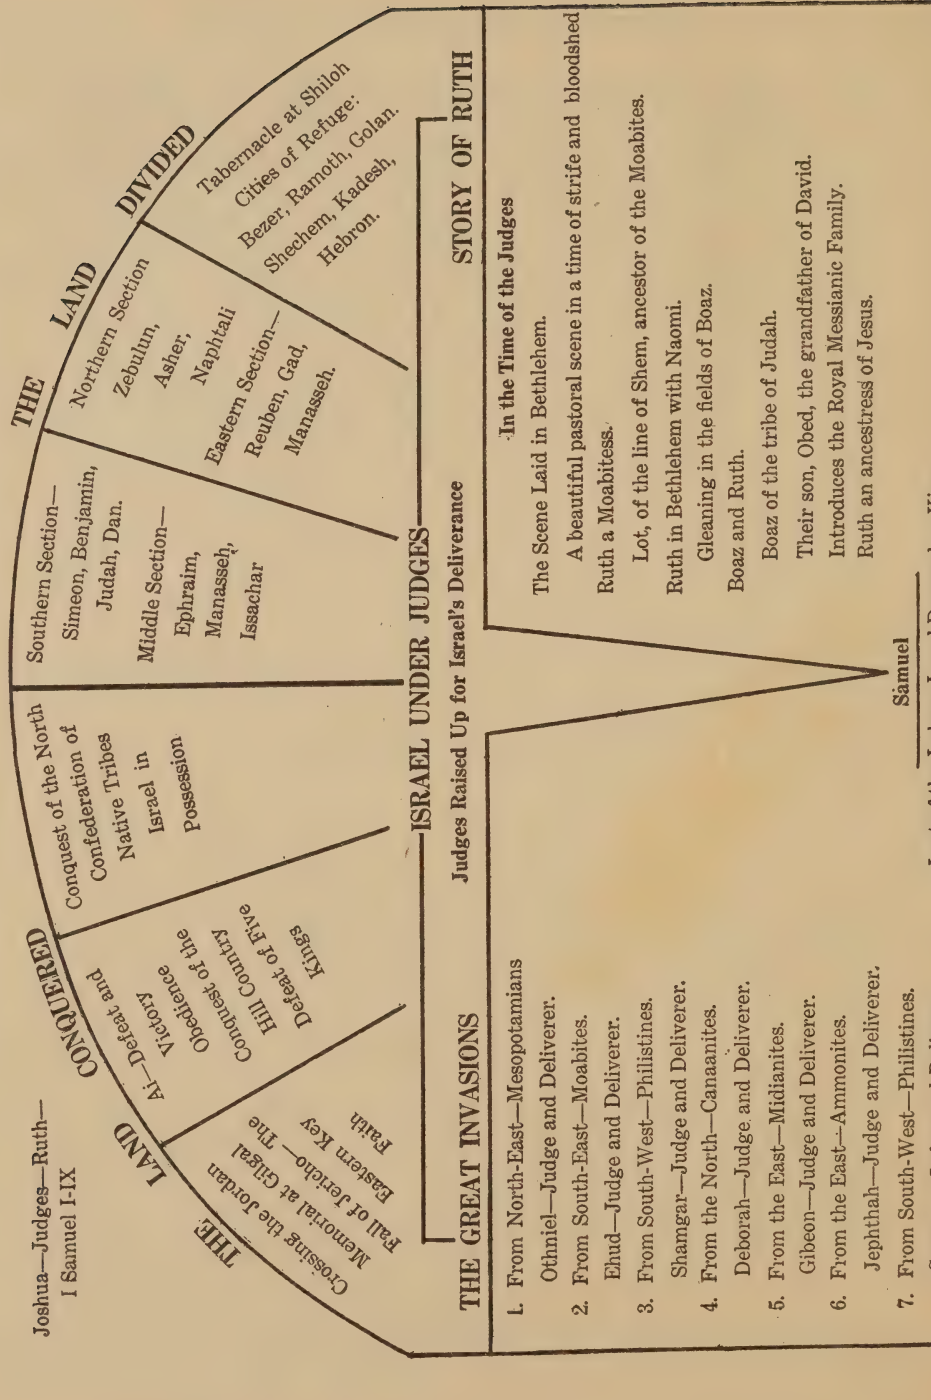 Joshua—Judges—Ruth—
I Samuel I-IX
THE LAND CONQUERED
THE LAND DIVIDED
Crossing the Jordan
Memorial at Gilgal
Fall of Jericho—The
Eastern Key
Faith
Ai—Defeat and
Victory
Obedience
Conquest of the
Hill Country
Defeat of Five
Kings
Conquest of the North
Confederation of
Native Tribes
Israel in
Possession
Southern Section—
Simeon, Benjamin,
Judah, Dan.
Middle Section—
Ephraim,
Manasseh,
Issachar
Northern Section
Zebulun,
Asher,
Naphtali
Eastern Section—
Reuben, Gad,
Manasseh.
Tabernacle at Shiloh
Cities of Refuge:
Bezer, Ramoth, Golan.
Shechem, Kadesh,
Hebron.
ISRAEL UNDER JUDGES
Judges Raised Up for Israel's Deliverance
THE GREAT INVASIONS
1. From North-East—Mesopotamians
Othniel—Judge and Deliverer.
2. From South-East—Moabites.
Ehud—Judge and Deliverer.
3. From South-West—Philistines.
Shamgar—Judge and Deliverer.
4. From the North—Canaanites.
Deborah—Judge and Deliverer.
5. From the East—Midianites.
Gibeon—Judge and Deliverer.
6. From the East—Ammonites.
Jephthah—Judge and Deliverer.
7. From South-West—Philistines.
STORY OF RUTH
In the Time of the Judges
The Scene Laid in Bethlehem.
A beautiful pastoral scene in a time of strife and bloodshed
Ruth a Moabitess.
Lot, of the line of Shem, ancestor of the Moabites.
Ruth in Bethlehem with Naomi.
Gleaning in the fields of Boaz.
Boaz and Ruth.
Boaz of the tribe of Judah.
Their son, Obed, the grandfather of David.
Introduces the Royal Messianic Family.
Ruth an ancestress of Jesus.
Samuel